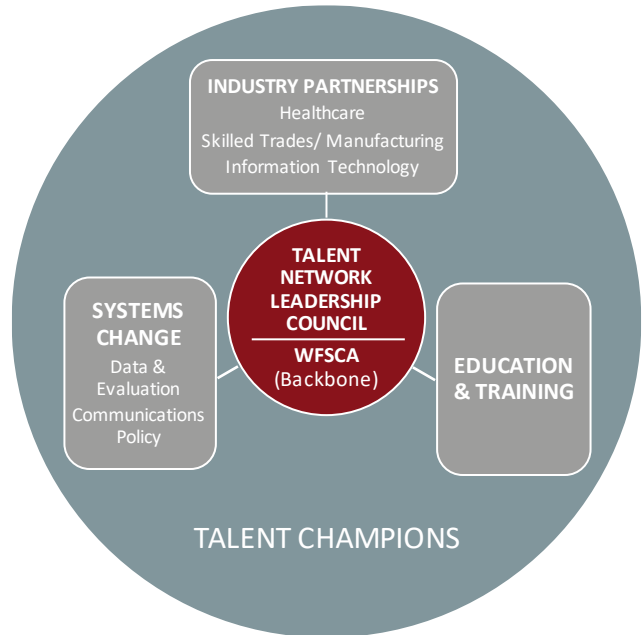 INDUSTRY PARTNERSHIPS
Healthcare
Skilled Trades/ Manufacturing
Information Technology
TALENT
NETWORK
LEADERSHIP
COUNCIL
WFSCA
(Backbone)
SYSTEMS
CHANGE
Data &
Evaluation
Communications
Policy
EDUCATION
& TRAINING
TALENT CHAMPIONS